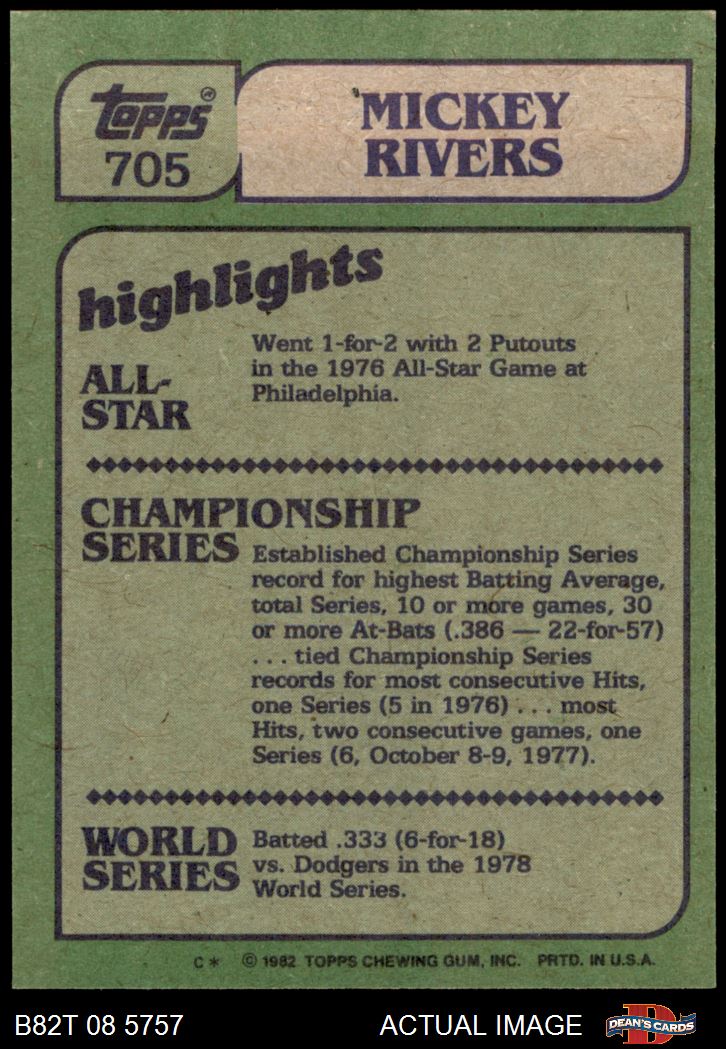 topps®
705
MICKEY
RIVERS
highlights
ALL-
STAR
Went 1-for-2 with 2 Putouts
in the 1976 All-Star Game at
Philadelphia.
CHAMPIONSHIP
SERIES
Established Championship Series
record for highest Batting Average,
total Series, 10 or more games, 30
or more At-Bats (.386 — 22-for-57)
. . . tied Championship Series
records for most consecutive Hits,
one Series (5 in 1976) . . . most
Hits, two consecutive games, one
Series (6, October 8-9, 1977).
WORLD
SERIES
Batted .333 (6-for-18)
vs. Dodgers in the 1978
World Series.
C* © 1982 TOPPS CHEWING GUM, INC. PRTD. IN U.S.A.
B82T 08 5757 ACTUAL IMAGE D DEAN'S CARDS